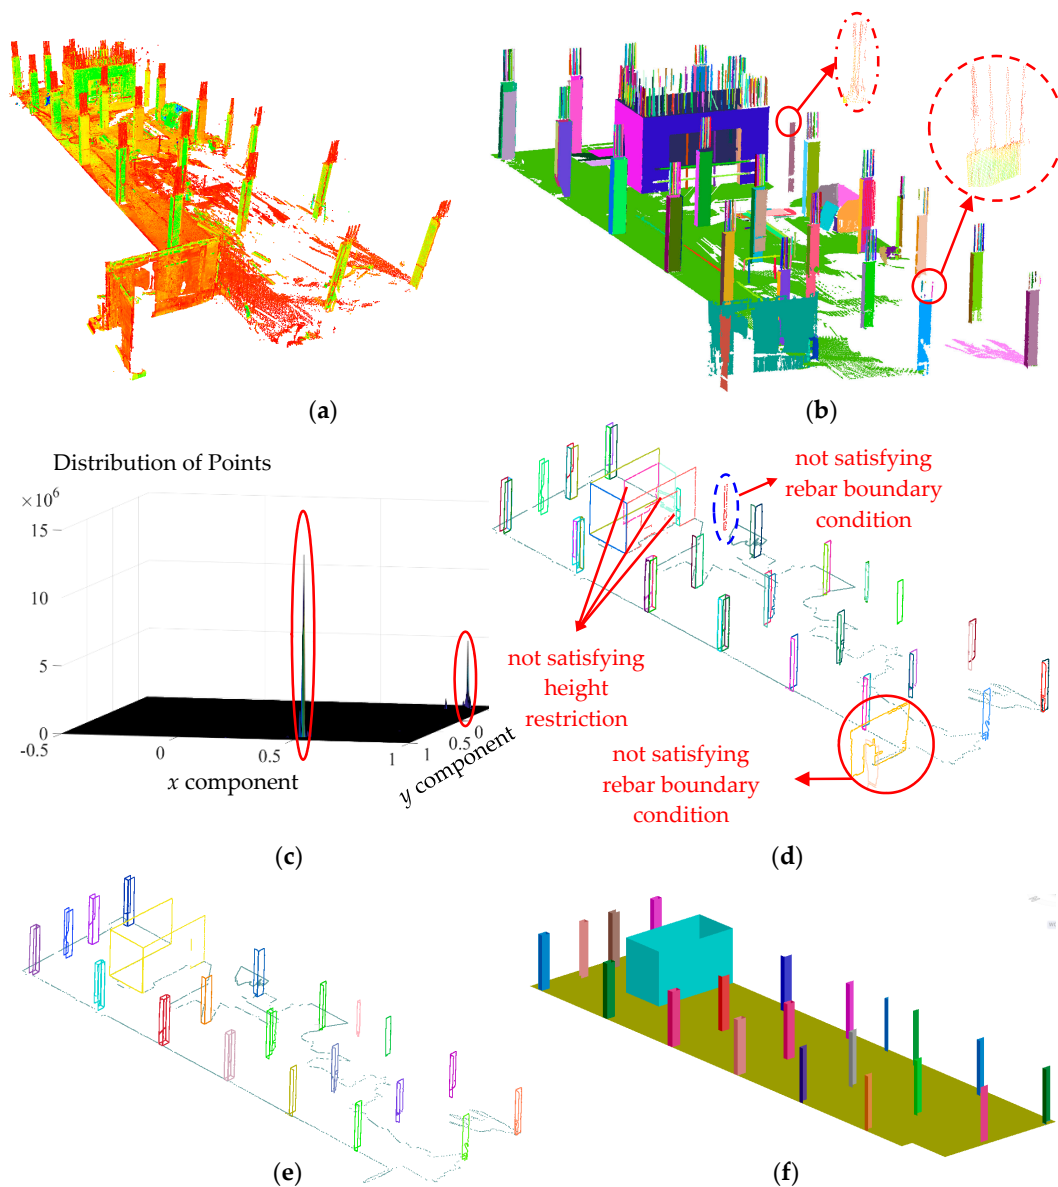 (a)
(b)
Distribution of Points
×10⁶
15
10
5
0
-0.5
0
0.5
1
1
0.5
0
x component
y component
(c)
not satisfying
rebar boundary
condition
not satisfying
height
restriction
not satisfying
rebar boundary
condition
(d)
(e)
(f)